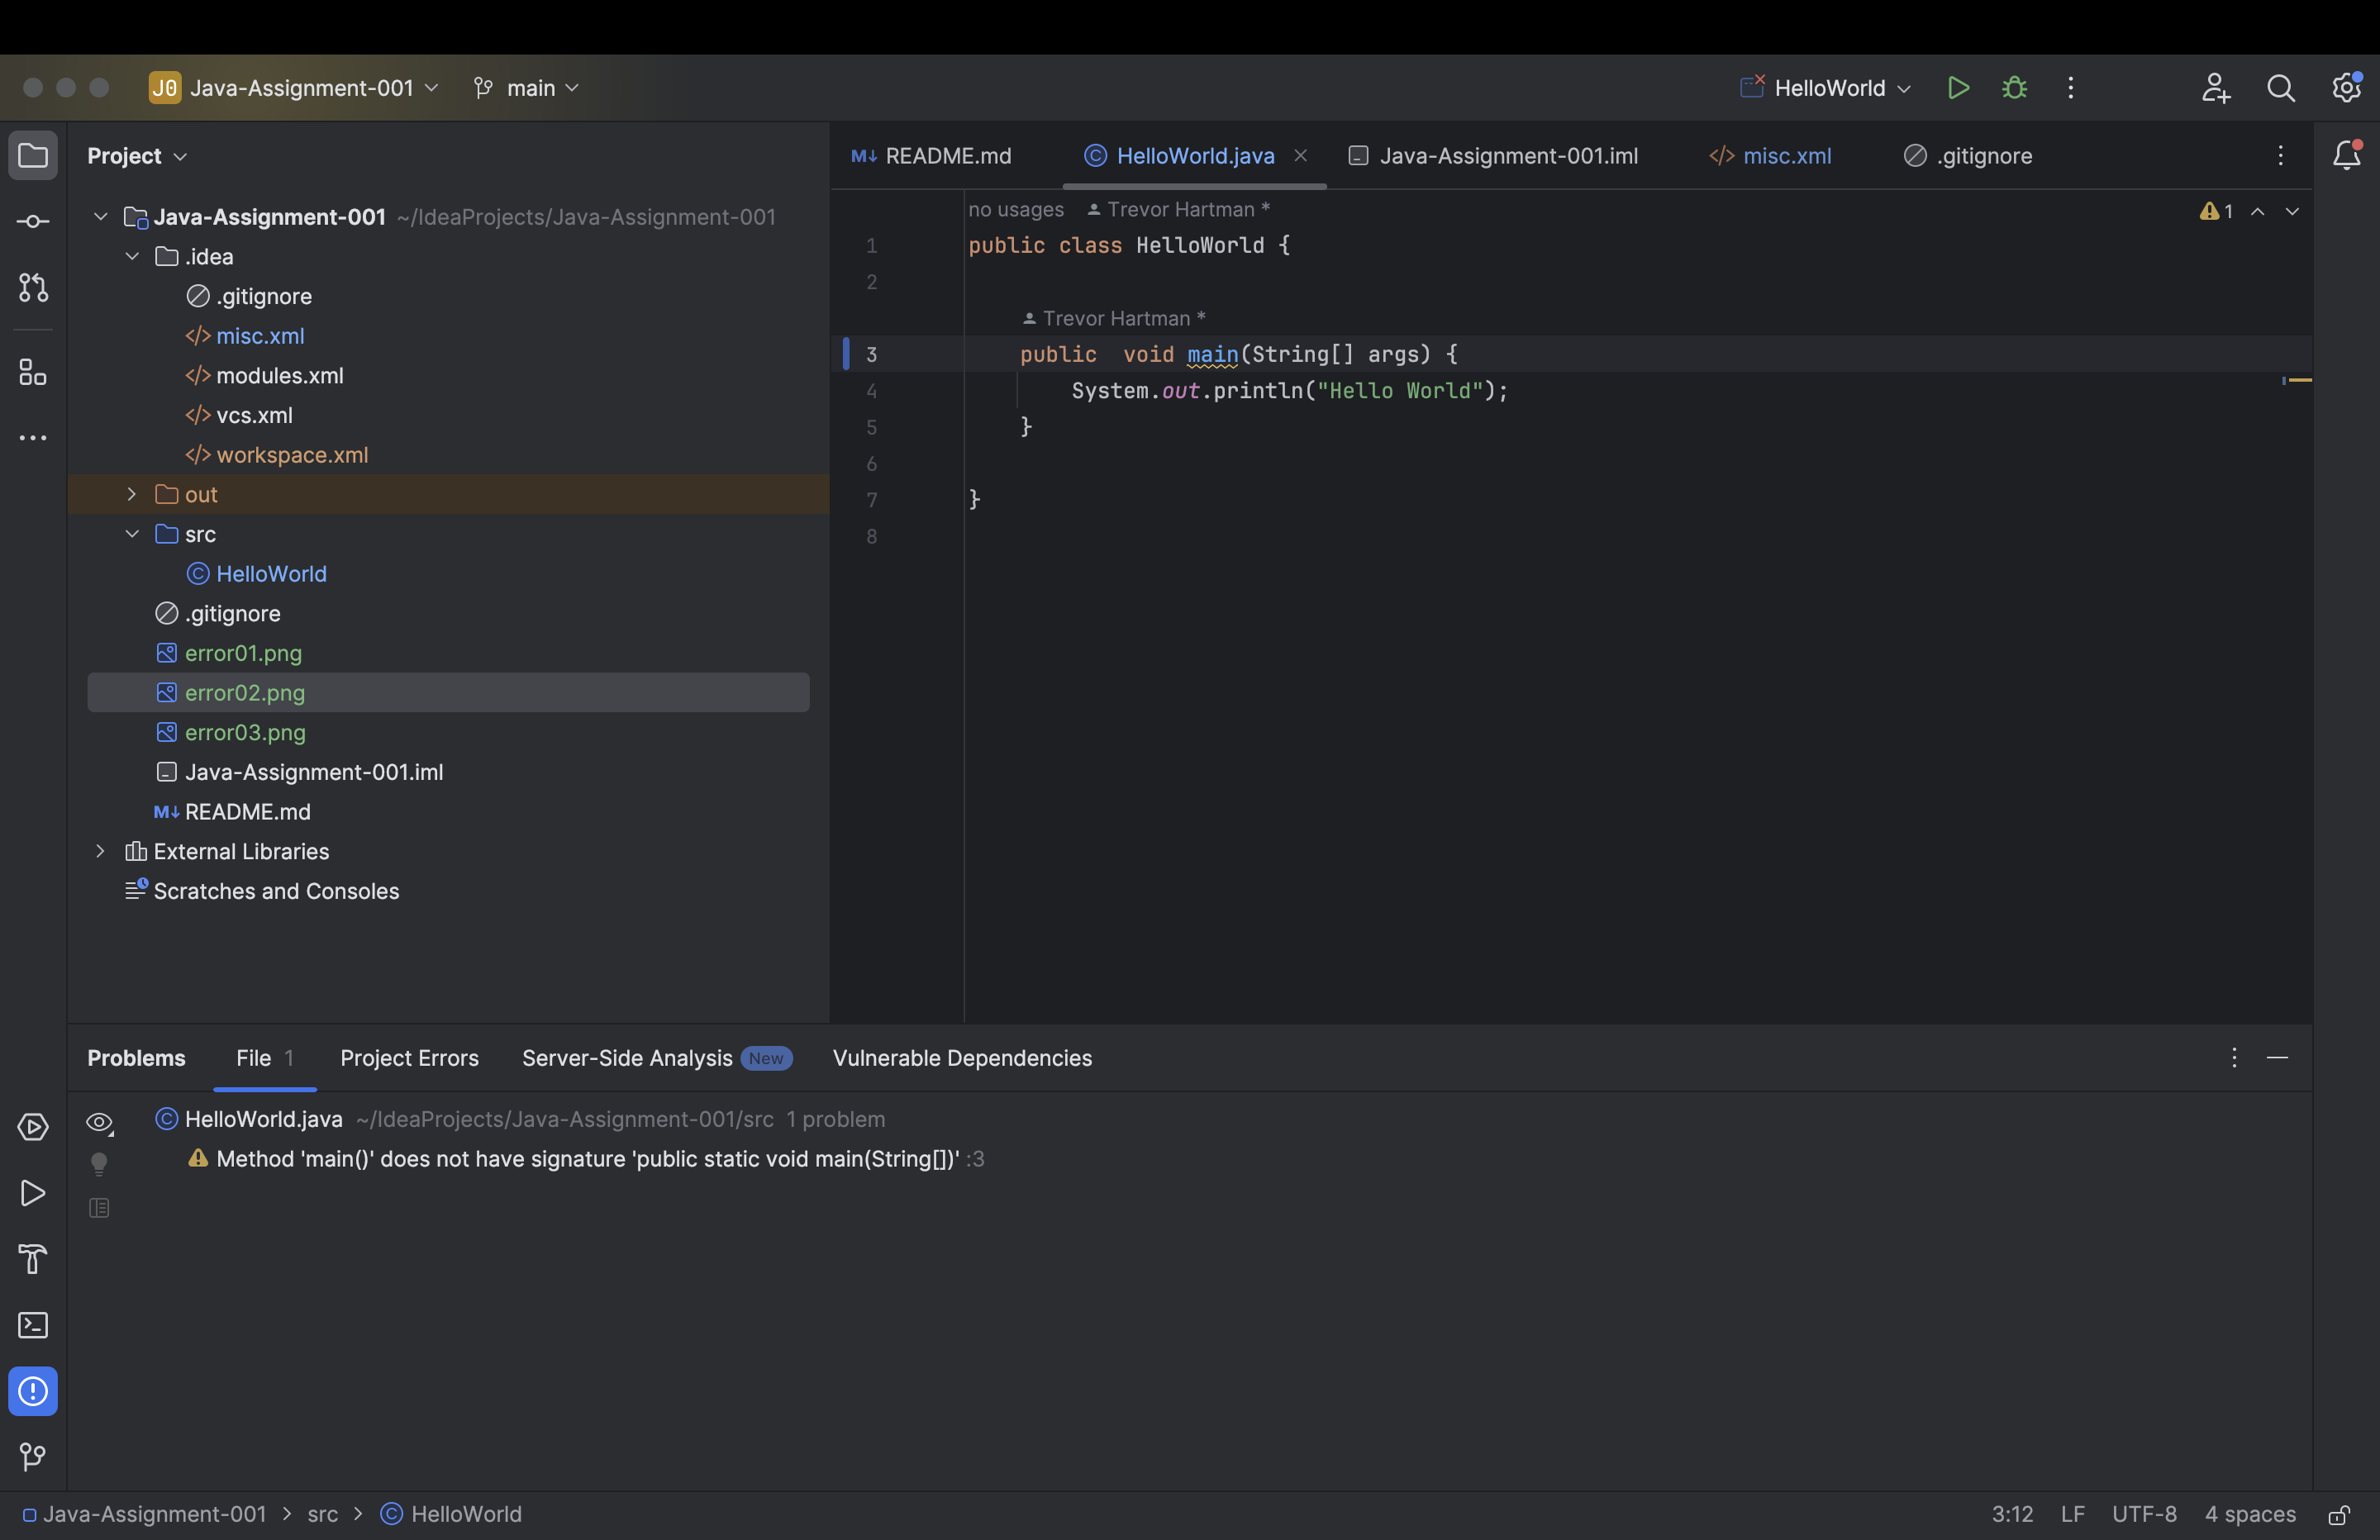 J0 Java-Assignment-001 main HelloWorld
Project
Java-Assignment-001 ~/IdeaProjects/Java-Assignment-001
.idea
.gitignore
</> misc.xml
</> modules.xml
</> vcs.xml
</> workspace.xml
out
src
HelloWorld
.gitignore
error01.png
error02.png
error03.png
Java-Assignment-001.iml
M↓ README.md
External Libraries
Scratches and Consoles
M↓ README.md HelloWorld.java Java-Assignment-001.iml </> misc.xml .gitignore
no usages Trevor Hartman * 1
1 public class HelloWorld {
2
Trevor Hartman *
3 public  void main(String[] args) {
4 System.out.println("Hello World");
5 }
6
7 }
8
Problems File 1 Project Errors Server-Side Analysis New Vulnerable Dependencies
HelloWorld.java ~/IdeaProjects/Java-Assignment-001/src 1 problem
Method 'main()' does not have signature 'public static void main(String[])' :3
Java-Assignment-001 > src > HelloWorld 3:12 LF UTF-8 4 spaces